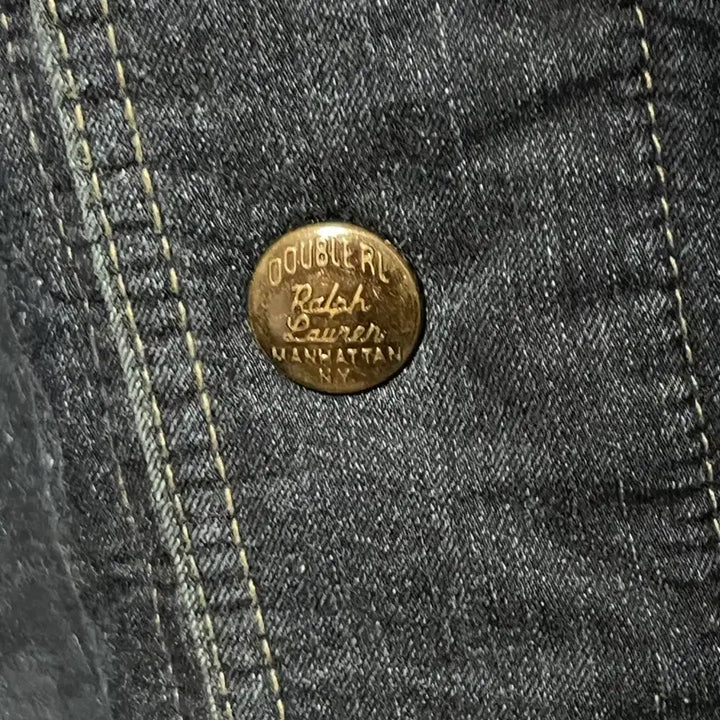 DOUBLE RL
Ralph
Lauren
MANHATTAN
N.Y.